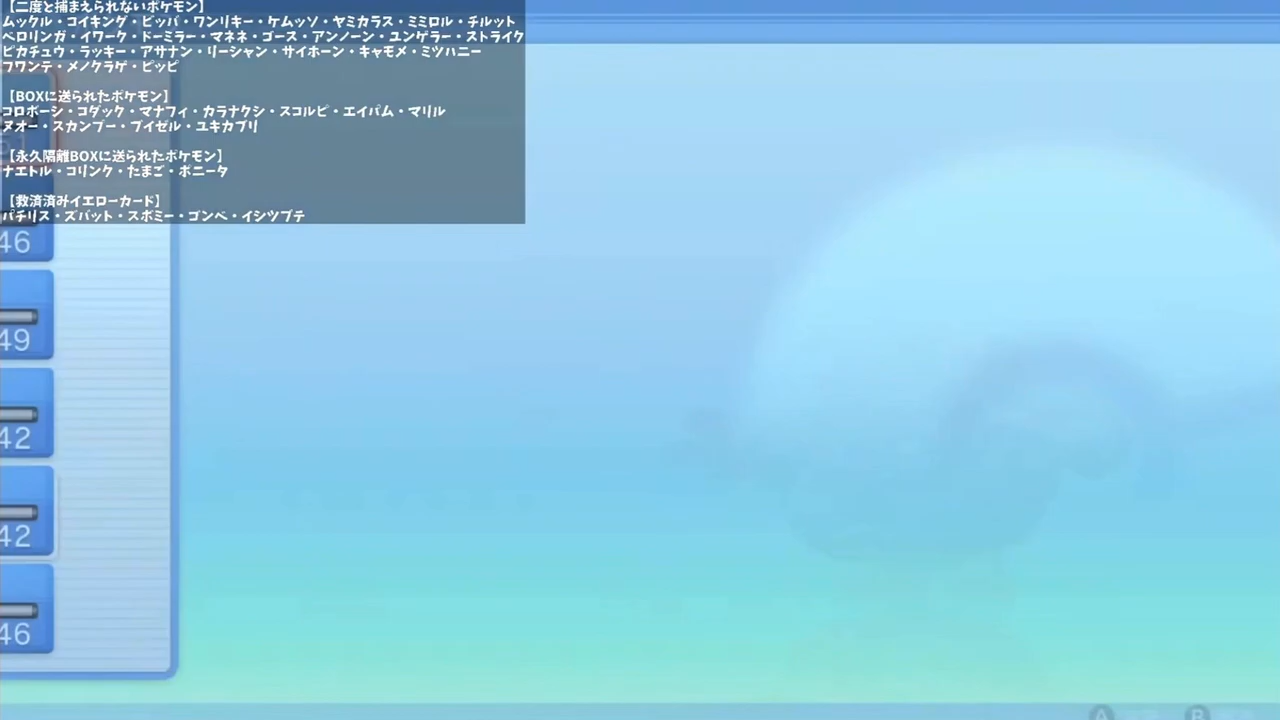 【二度と捕まえられないポケモン】
ムックル・コイキング・ビッパ・ワンリキー・ケムッソ・ヤミカラス・ミミロル・チルット
ベロリンガ・イワーク・ドーミラー・マネネ・ゴース・アンノーン・ユンゲラー・ストライク
ピカチュウ・ラッキー・アサナン・リーシャン・サイホーン・キャモメ・ミツハニー
フワンテ・メノクラゲ・ピッピ
【BOXに送られたポケモン】
コロボーシ・コダック・マナフィ・カラナクシ・スコルピ・エイパム・マリル
ヌオー・スカンプー・ブイゼル・ユキカブリ
【永久隔離BOXに送られたポケモン】
ナエトル・コリンク・たまご・ポニータ
【救済済みイエローカード】
パチリス・ズバット・スボミー・ゴンベ・イシツブテ
46
49
42
42
46
A
B